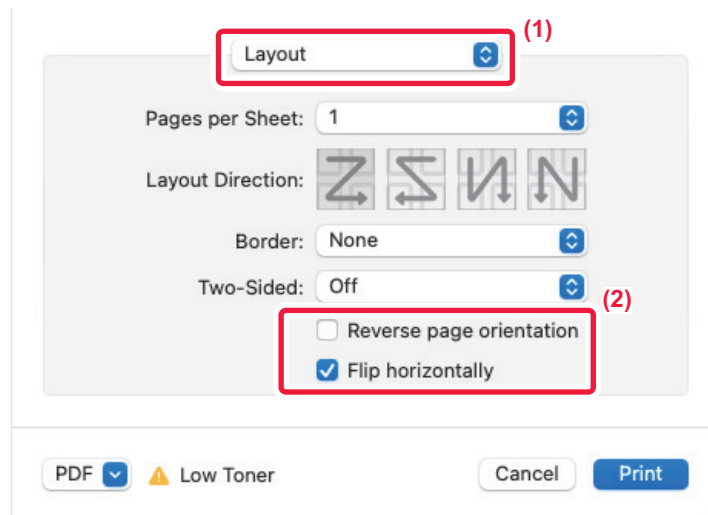 (1)
Layout
Pages per Sheet: 1
Layout Direction:
Border: None
Two-Sided: Off
(2)
Reverse page orientation
Flip horizontally
PDF Low Toner Cancel Print